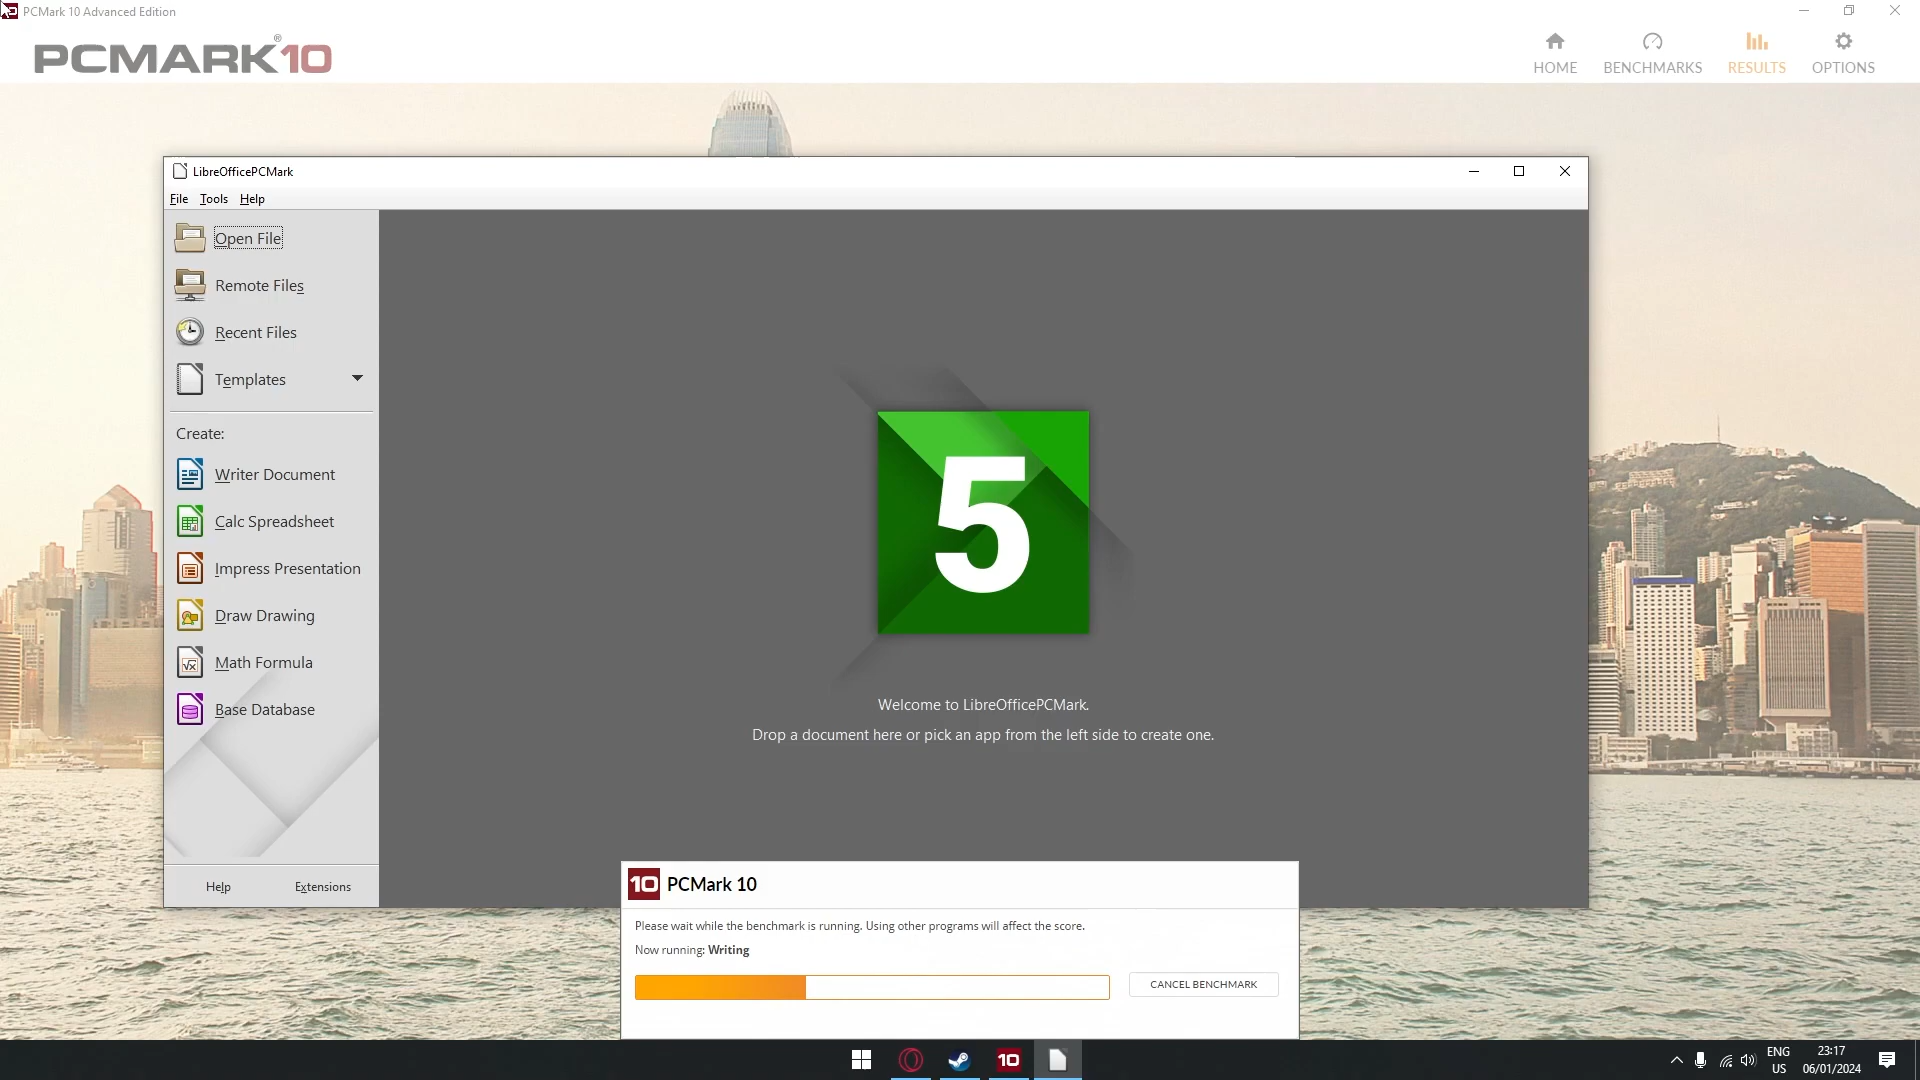 PCMark 10 Advanced Edition
PCMARK®10
HOME
BENCHMARKS
RESULTS
OPTIONS
LibreOfficePCMark
File Tools Help
Open File
Remote Files
Recent Files
Templates
Create:
Writer Document
Calc Spreadsheet
Impress Presentation
Draw Drawing
Math Formula
Base Database
Help Extensions
5
Welcome to LibreOfficePCMark.
Drop a document here or pick an app from the left side to create one.
10 PCMark 10
Please wait while the benchmark is running. Using other programs will affect the score.
Now running: Writing
CANCEL BENCHMARK
10
ENG
US
23:17
06/01/2024